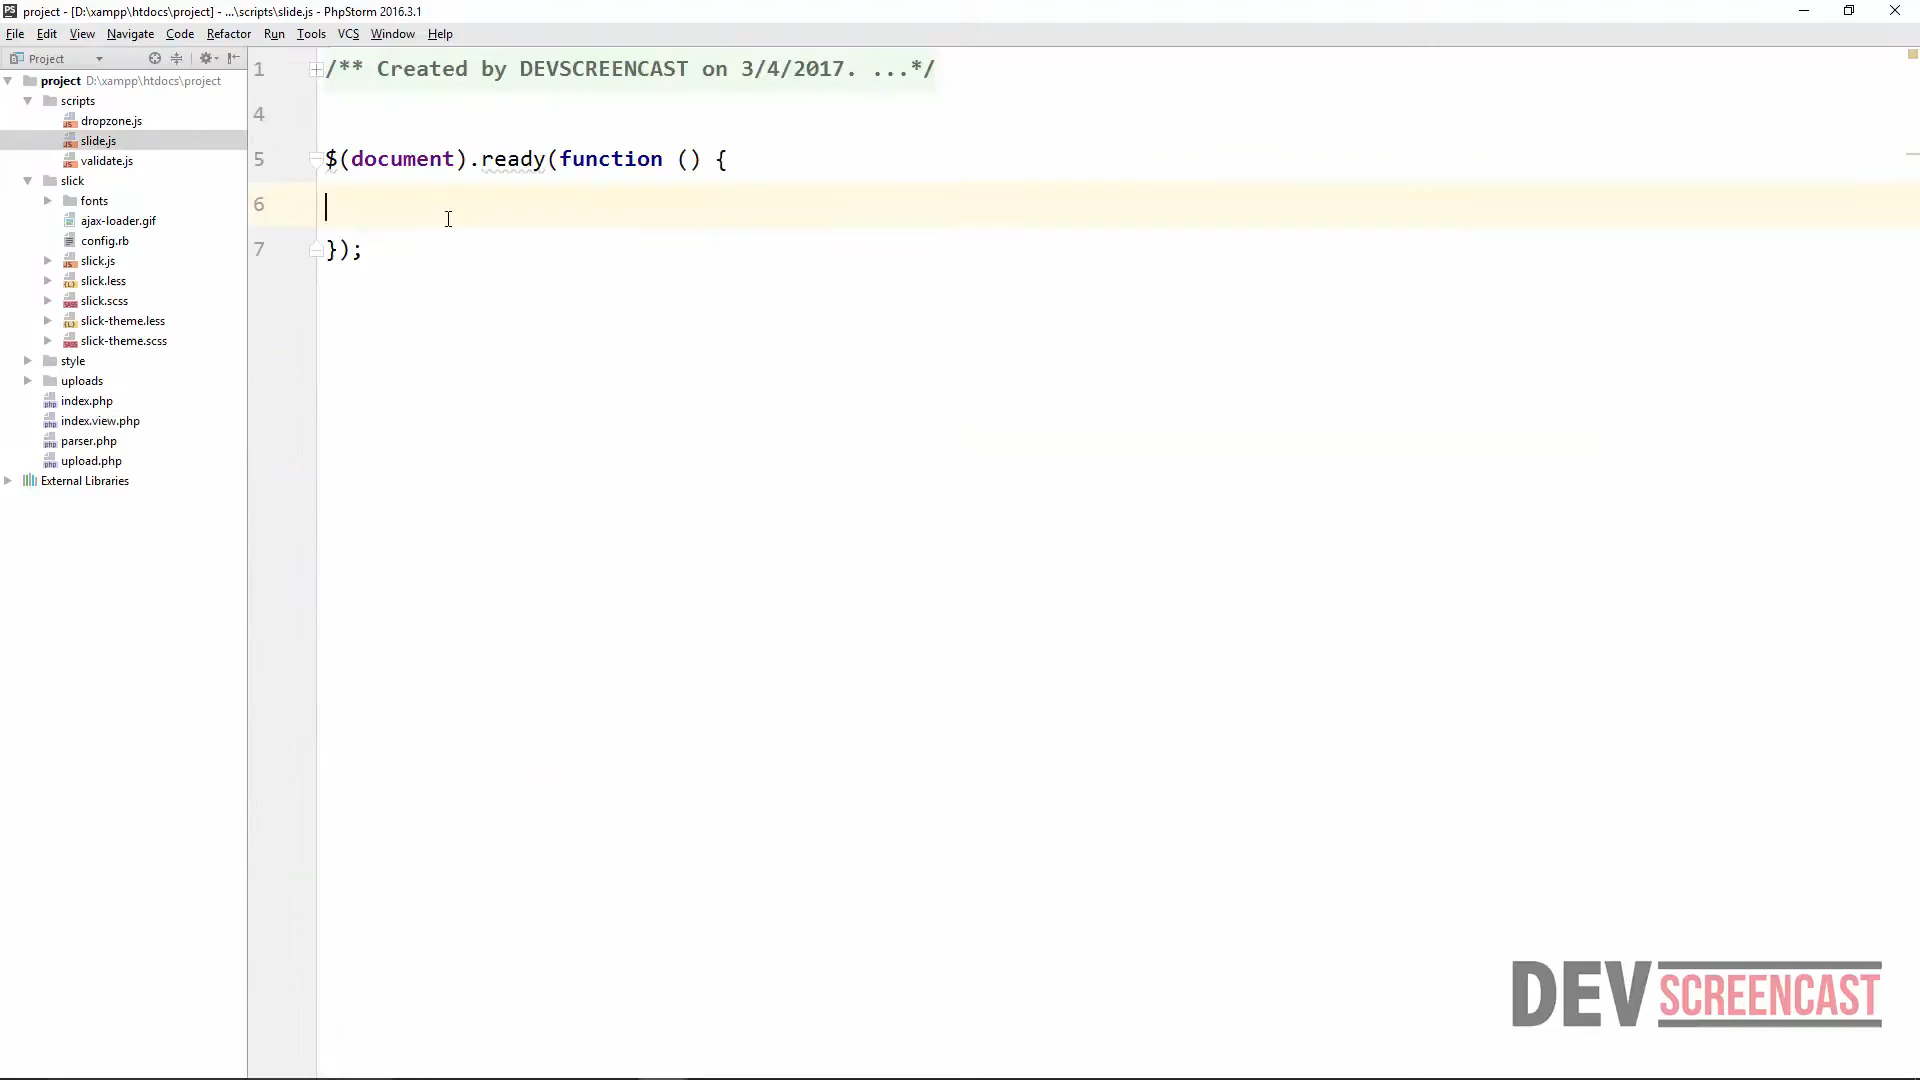 project - [D:\xampp\htdocs\project] - ...\scripts\slide.js - PhpStorm 2016.3.1
File Edit View Navigate Code Refactor Run Tools VCS Window Help
Project
project D:\xampp\htdocs\project
scripts
dropzone.js
slide.js
validate.js
slick
fonts
ajax-loader.gif
config.rb
slick.js
slick.less
slick.scss
slick-theme.less
slick-theme.scss
style
uploads
index.php
index.view.php
parser.php
upload.php
External Libraries
1 /** Created by DEVSCREENCAST on 3/4/2017. ...*/
4
5 $(document).ready(function () {
6
7 });
DEV SCREENCAST